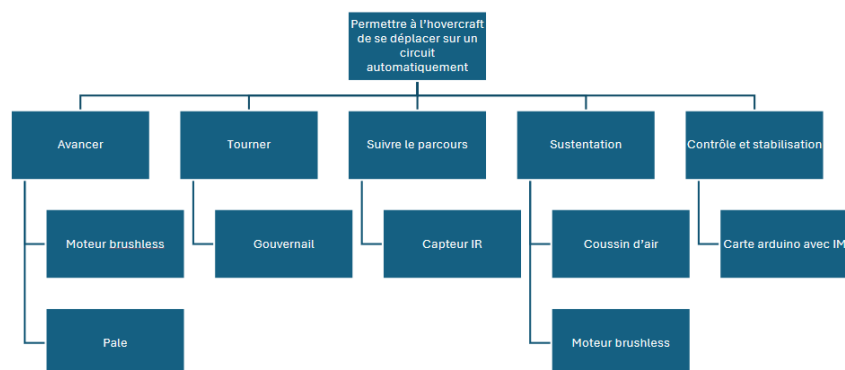 Permettre à l'hovercraft
de se déplacer sur un
circuit
automatiquement
Avancer
Tourner
Suivre le parcours
Sustentation
Contrôle et stabilisation
Moteur brushless
Gouvernail
Capteur IR
Coussin d'air
Carte arduino avec IM
Pale
Moteur brushless